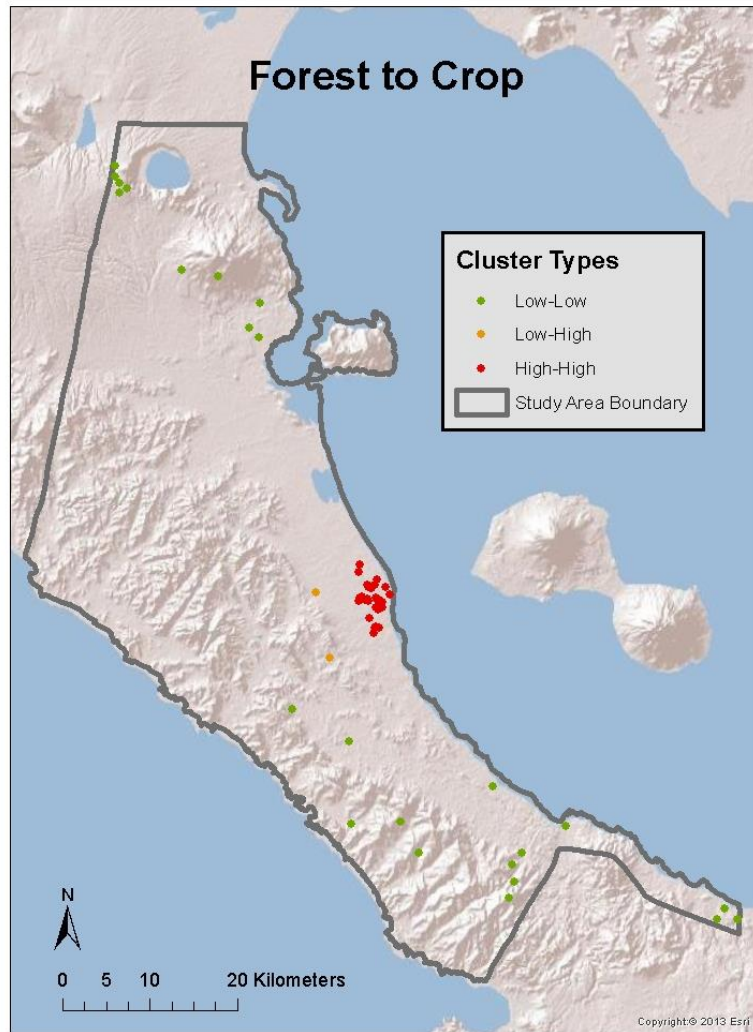 Forest to Crop
Cluster Types
Low-Low
Low-High
High-High
Study Area Boundary
N
0 5 10 20 Kilometers
Copyright:© 2013 Esri